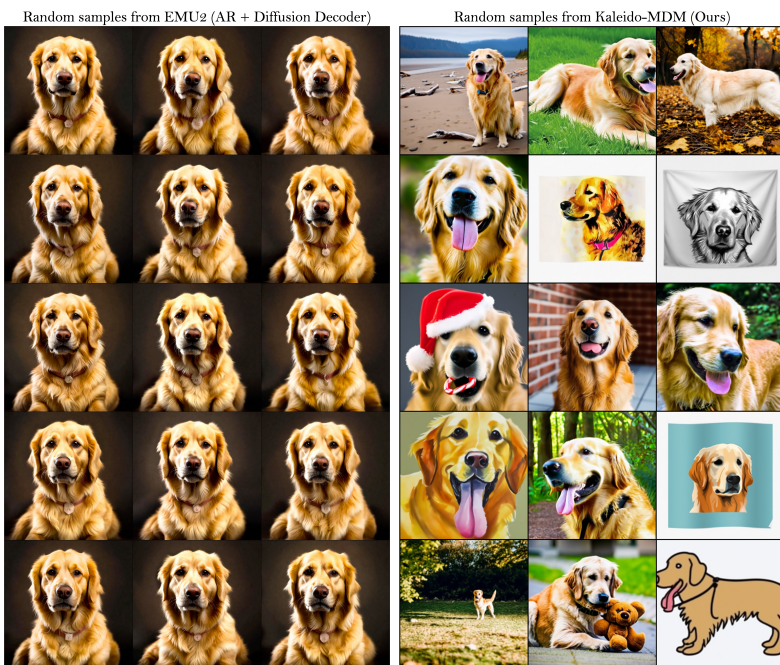 Random samples from EMU2 (AR + Diffusion Decoder)
Random samples from Kaleido-MDM (Ours)